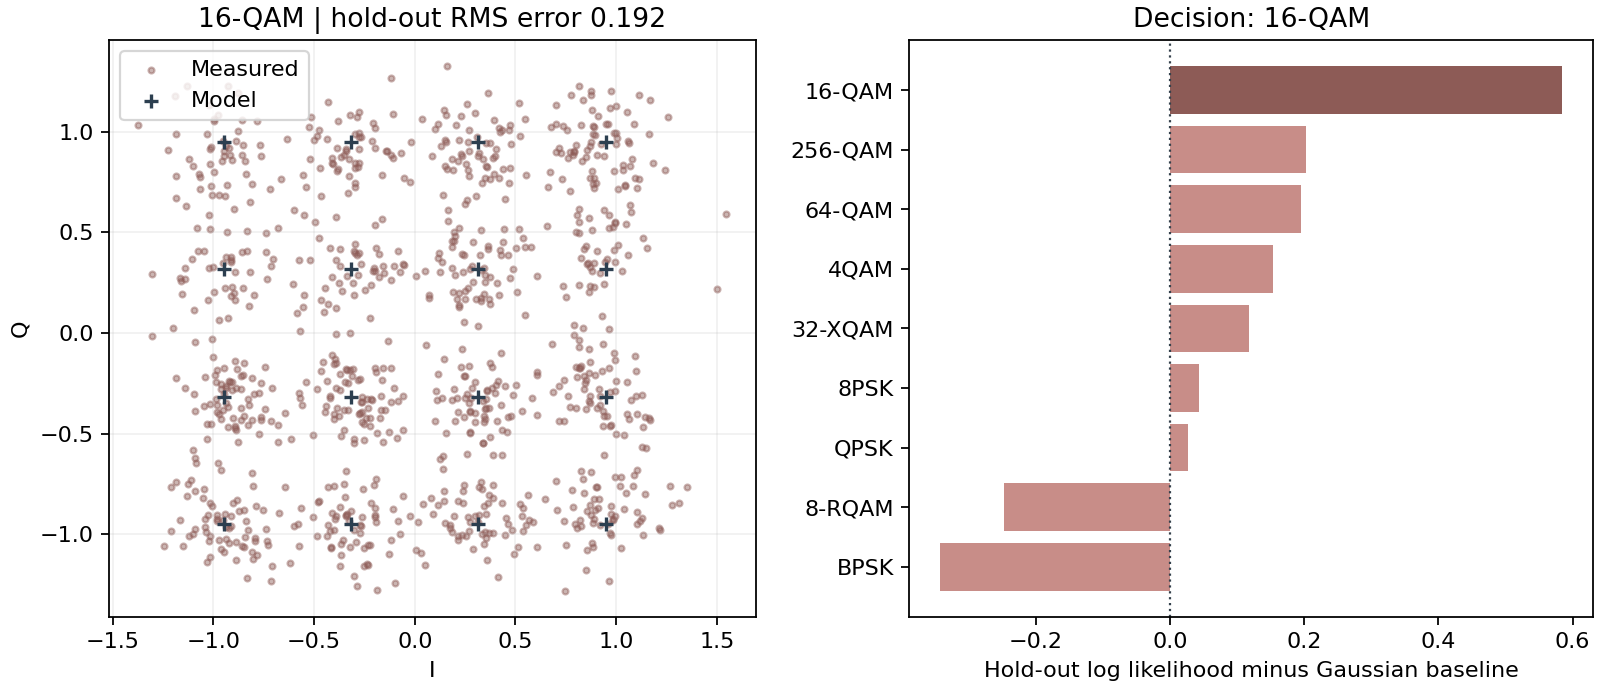 16-QAM | hold-out RMS error 0.192
Measured
Model
Q
1.0
0.5
0.0
−0.5
−1.0
−1.5
−1.0
−0.5
0.0
0.5
1.0
1.5
I
Decision: 16-QAM
16-QAM
256-QAM
64-QAM
4QAM
32-XQAM
8PSK
QPSK
8-RQAM
BPSK
−0.2
0.0
0.2
0.4
0.6
Hold-out log likelihood minus Gaussian baseline